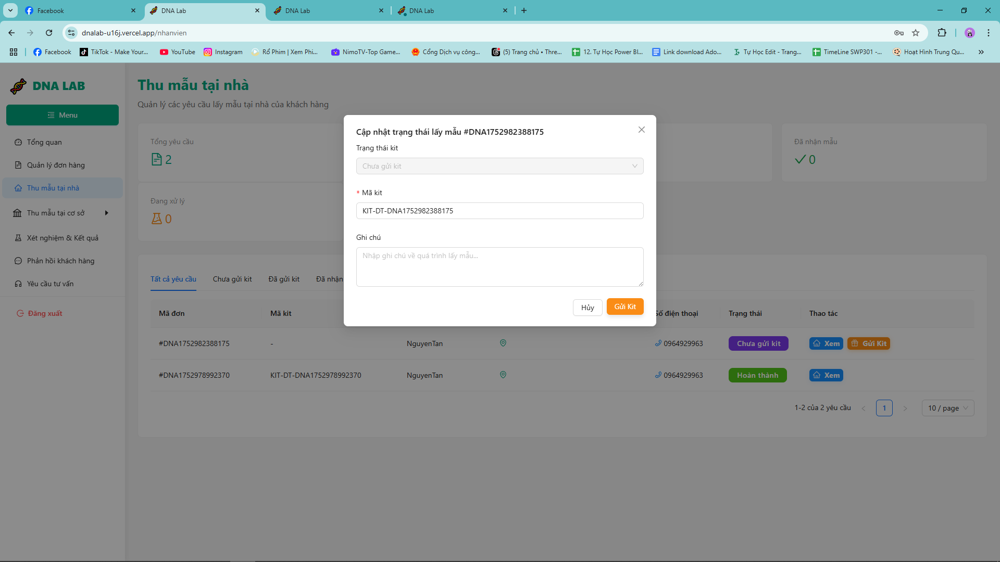 Facebook
DNA Lab
DNA Lab
DNA Lab
dnalab-u16j.vercel.app/nhanvien
Facebook
TikTok - Make Your...
YouTube
Instagram
Rổ Phim | Xem Phi...
NimoTV-Top Game...
Cổng Dịch vụ công...
(5) Trang chủ • Thre...
12. Tự Học Power BI...
Link download Ado...
Tự Học Edit - Trang...
TimeLine SWP301 -...
Hoạt Hình Trung Qu...
DNA LAB
Menu
Tổng quan
Quản lý đơn hàng
Thu mẫu tại nhà
Thu mẫu tại cơ sở
Xét nghiệm & Kết quả
Phản hồi khách hàng
Yêu cầu tư vấn
Đăng xuất
Thu mẫu tại nhà
Quản lý các yêu cầu lấy mẫu tại nhà của khách hàng
Tổng yêu cầu
2
Đã nhận mẫu
0
Đang xử lý
0
Cập nhật trạng thái lấy mẫu #DNA1752982388175
Trạng thái kit
Chưa gửi kit
* Mã kit
KIT-DT-DNA1752982388175
Ghi chú
Nhập ghi chú về quá trình lấy mẫu...
Hủy
Gửi Kit
Tất cả yêu cầu
Chưa gửi kit
Đã gửi kit
Đã nhận
Mã đơn
Mã kit
Số điện thoại
Trạng thái
Thao tác
#DNA1752982388175
-
NguyenTan
0964929963
Chưa gửi kit
Xem
Gửi Kit
#DNA1752978992370
KIT-DT-DNA1752978992370
NguyenTan
0964929963
Hoàn thành
Xem
1-2 của 2 yêu cầu
1
10 / page